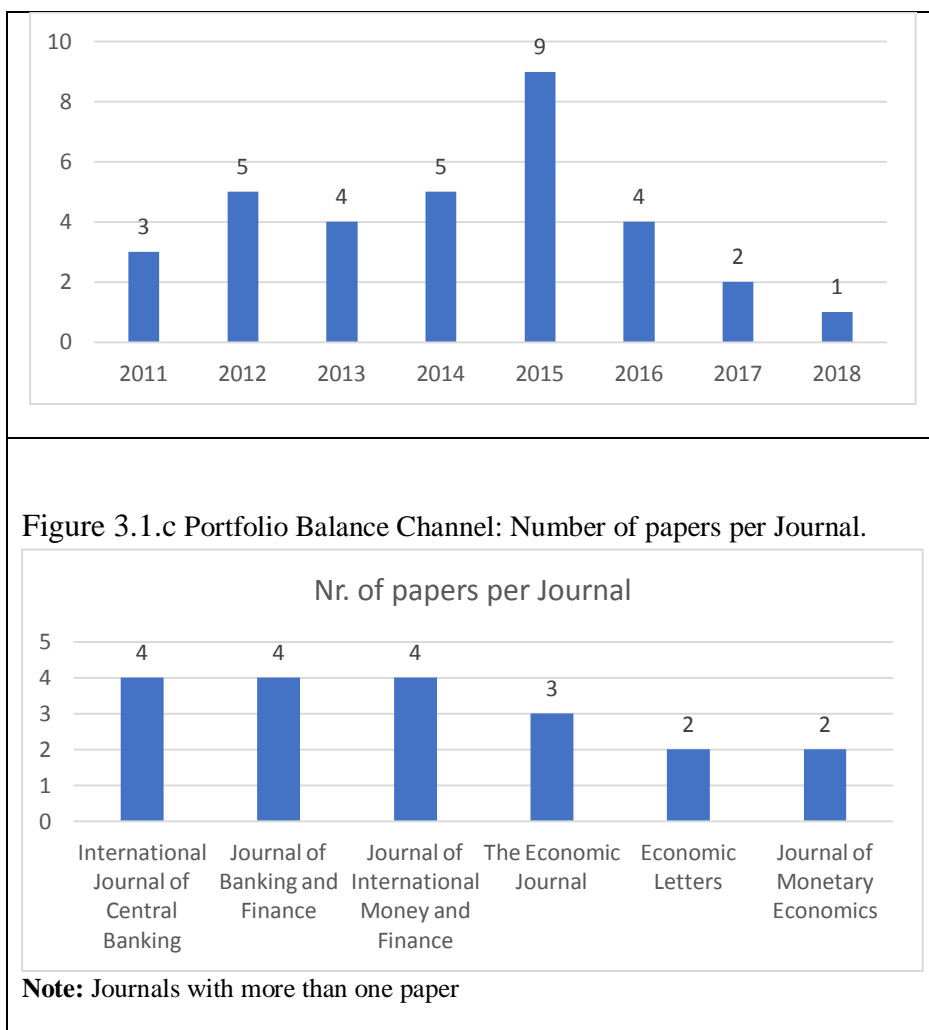 10
8
6
4
2
0
3
5
4
5
9
4
2
1
2011 2012 2013 2014 2015 2016 2017 2018
Figure 3.1.c Portfolio Balance Channel: Number of papers per Journal.
Nr. of papers per Journal
5
4
3
2
1
0
4
4
4
3
2
2
International
Journal of
Central
Banking
Journal of
Banking and
Finance
Journal of
International
Money and
Finance
The Economic
Journal
Economic
Letters
Journal of
Monetary
Economics
Note: Journals with more than one paper